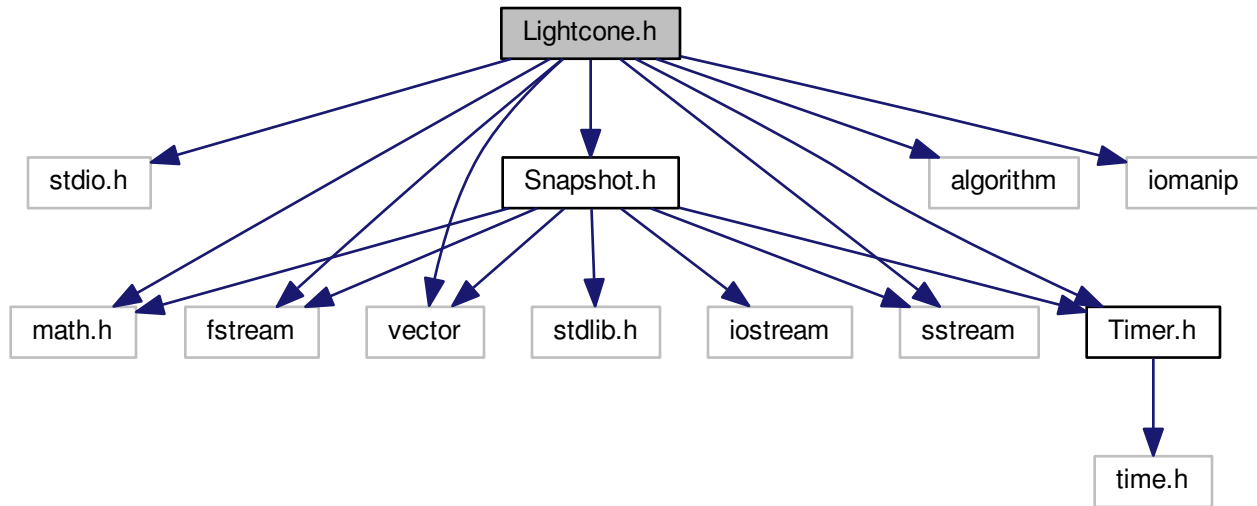 Lightcone.h
stdio.h
Snapshot.h
algorithm
iomanip
math.h
fstream
vector
stdlib.h
iostream
sstream
Timer.h
time.h